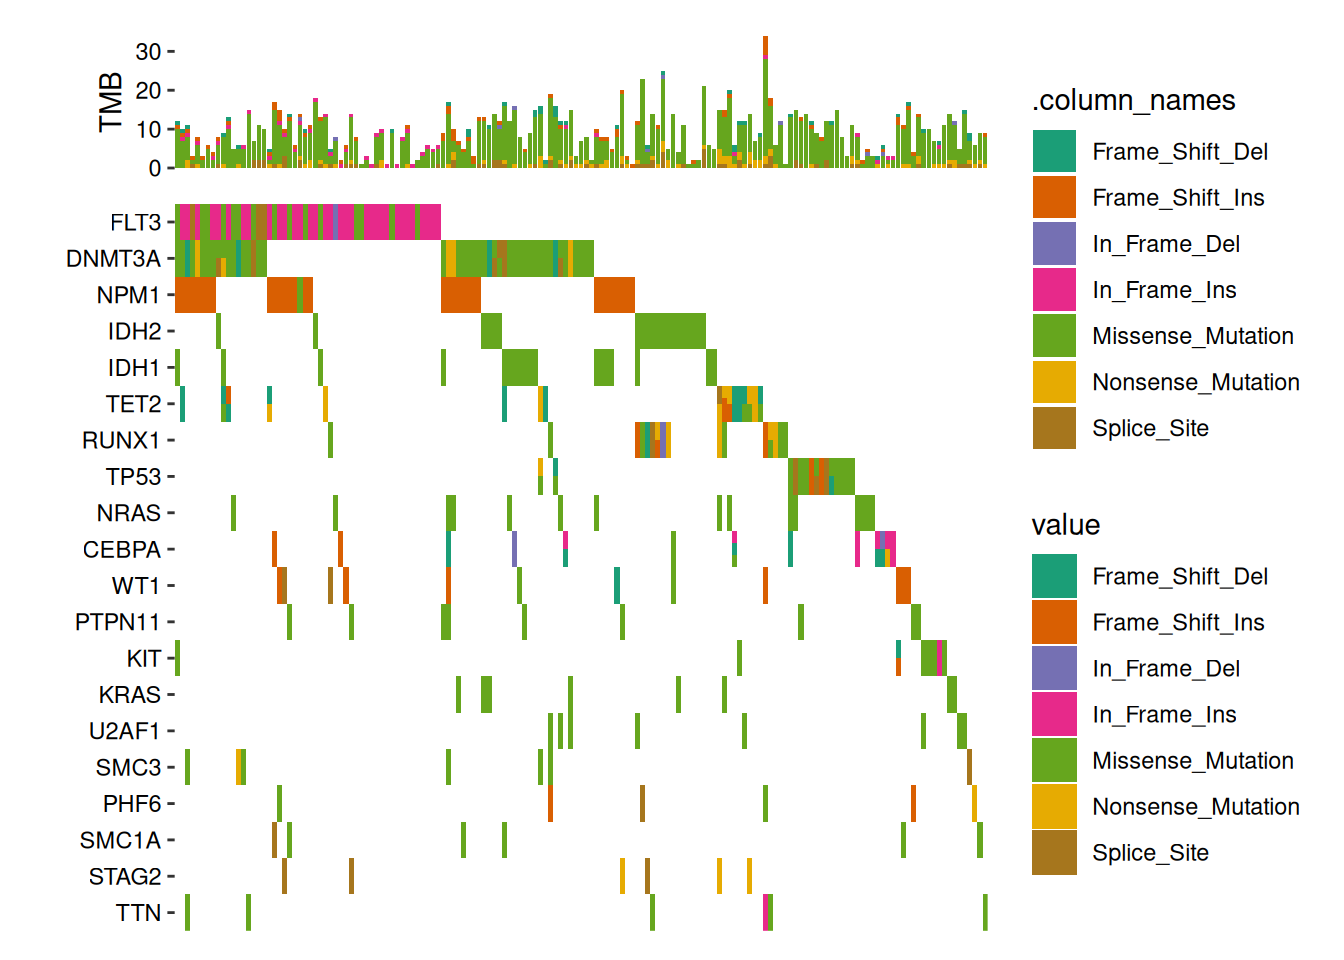 TMB
30
20
10
0
FLT3
DNMT3A
NPM1
IDH2
IDH1
TET2
RUNX1
TP53
NRAS
CEBPA
WT1
PTPN11
KIT
KRAS
U2AF1
SMC3
PHF6
SMC1A
STAG2
TTN
.column_names
Frame_Shift_Del
Frame_Shift_Ins
In_Frame_Del
In_Frame_Ins
Missense_Mutation
Nonsense_Mutation
Splice_Site
value
Frame_Shift_Del
Frame_Shift_Ins
In_Frame_Del
In_Frame_Ins
Missense_Mutation
Nonsense_Mutation
Splice_Site